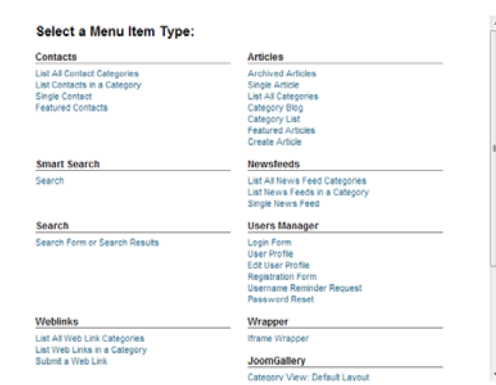 Select a Menu Item Type:
Contacts
List All Contact Categories
List Contacts in a Category
Single Contact
Featured Contacts
Articles
Archived Articles
Single Article
List All Categories
Category Blog
Category List
Featured Articles
Create Article
Smart Search
Search
Newsfeeds
List All News Feed Categories
List News Feeds in a Category
Single News Feed
Search
Search Form or Search Results
Users Manager
Login Form
User Profile
Edit User Profile
Registration Form
Username Reminder Request
Password Reset
Weblinks
List All Web Link Categories
List Web Links in a Category
Submit a Web Link
Wrapper
Iframe Wrapper
JoomGallery
Category View: Default Layout